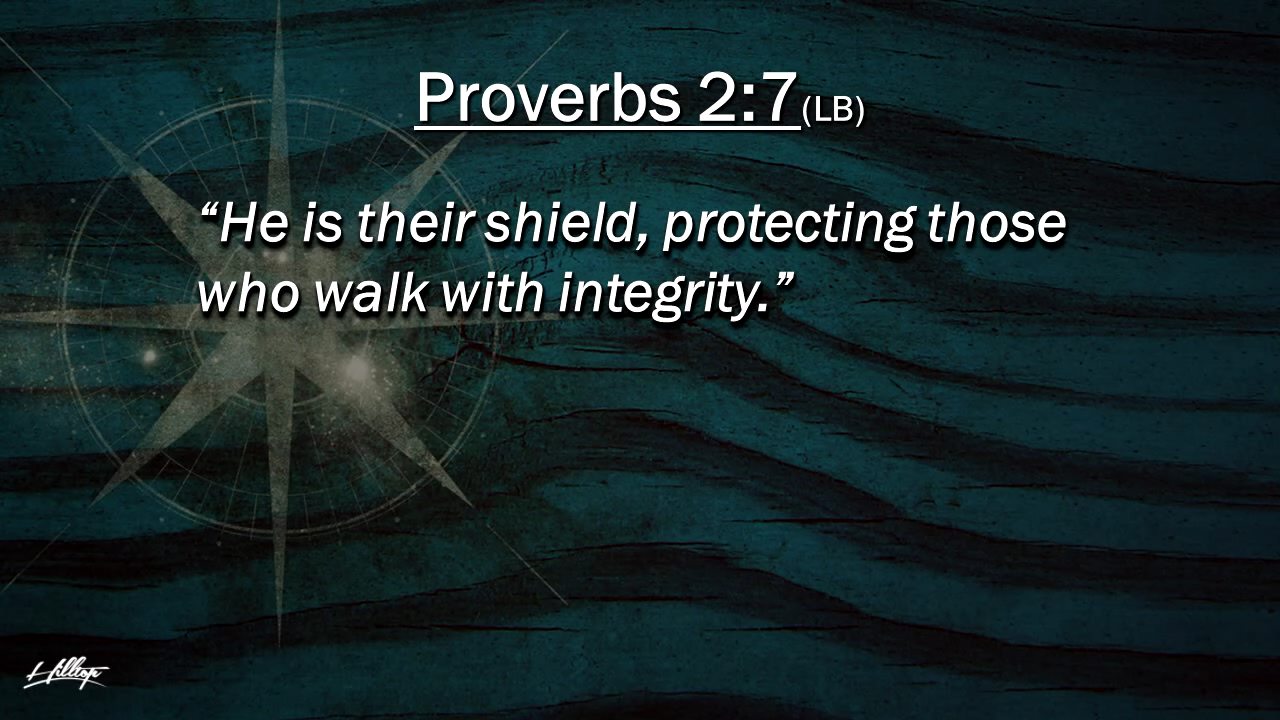 Proverbs 2:7(LB)
“He is their shield, protecting those
who walk with integrity.”
Hilltop